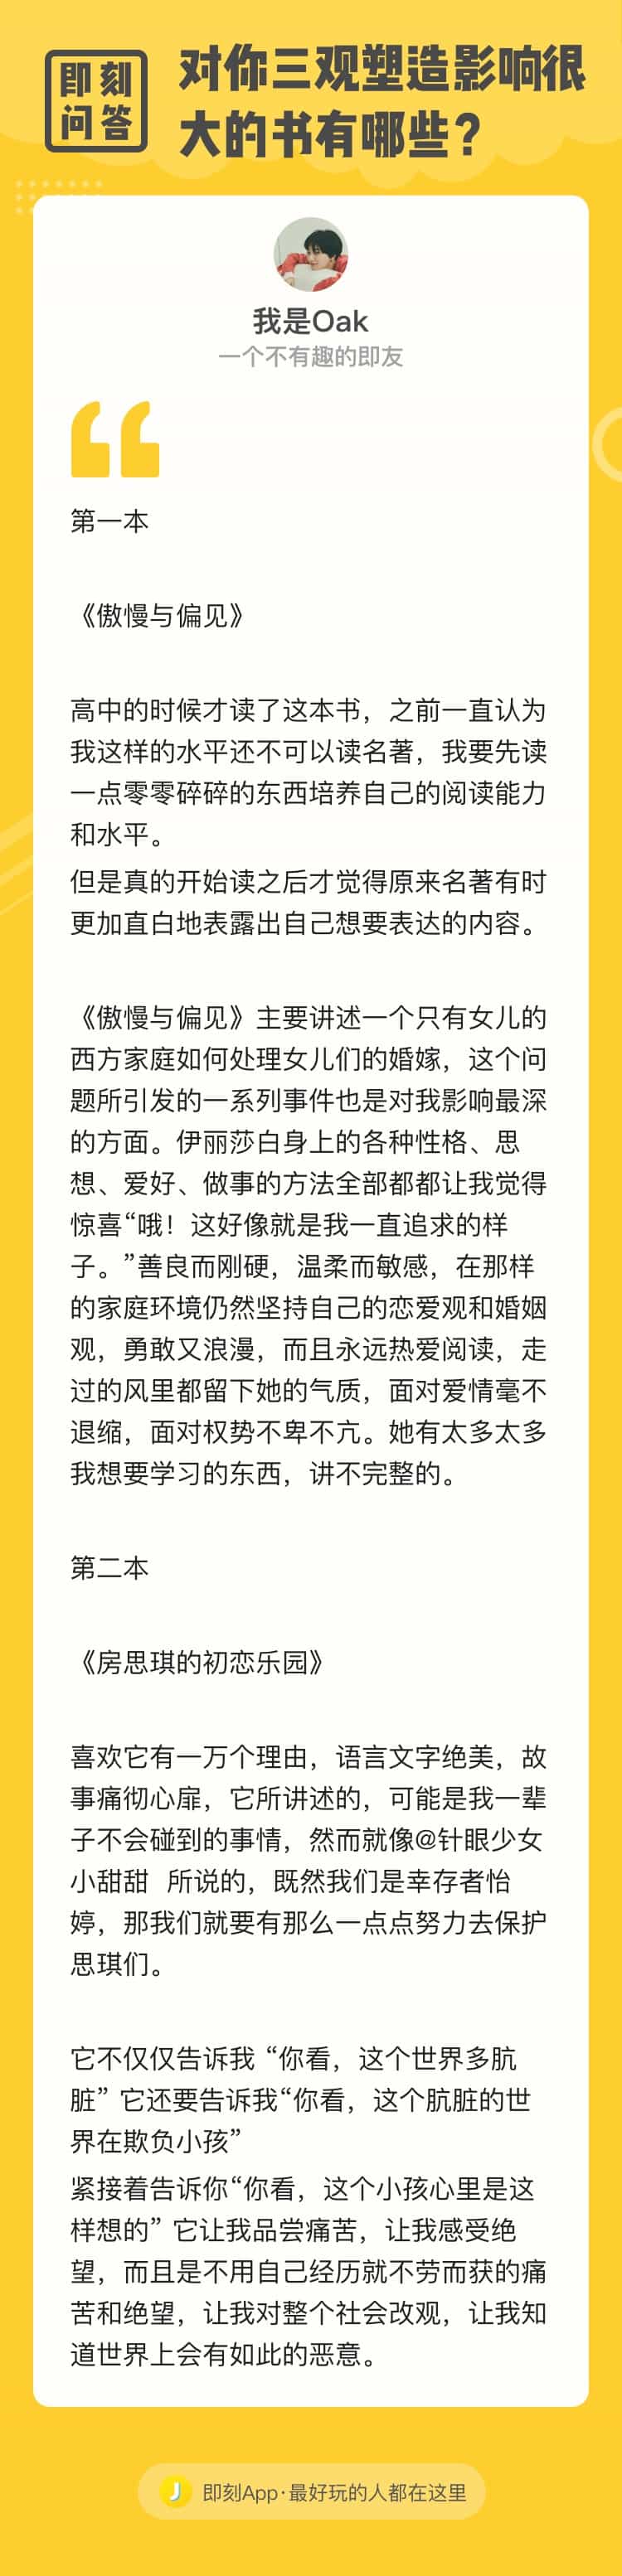 即刻
问答
对你三观塑造影响很
大的书有哪些？
我是Oak
一个不有趣的即友
第一本
《傲慢与偏见》
高中的时候才读了这本书，之前一直认为
我这样的水平还不可以读名著，我要先读
一点零零碎碎的东西培养自己的阅读能力
和水平。
但是真的开始读之后才觉得原来名著有时
更加直白地表露出自己想要表达的内容。
《傲慢与偏见》主要讲述一个只有女儿的
西方家庭如何处理女儿们的婚嫁，这个问
题所引发的一系列事件也是对我影响最深
的方面。伊丽莎白身上的各种性格、思
想、爱好、做事的方法全部都都让我觉得
惊喜“哦！这好像就是我一直追求的样
子。”善良而刚硬，温柔而敏感，在那样
的家庭环境仍然坚持自己的恋爱观和婚姻
观，勇敢又浪漫，而且永远热爱阅读，走
过的风里都留下她的气质，面对爱情毫不
退缩，面对权势不卑不亢。她有太多太多
我想要学习的东西，讲不完整的。
第二本
《房思琪的初恋乐园》
喜欢它有一万个理由，语言文字绝美，故
事痛彻心扉，它所讲述的，可能是我一辈
子不会碰到的事情，然而就像@针眼少女
小甜甜 所说的，既然我们是幸存者怡
婷，那我们就要有那么一点点努力去保护
思琪们。
它不仅仅告诉我 “你看，这个世界多肮
脏” 它还要告诉我“你看，这个肮脏的世
界在欺负小孩”
紧接着告诉你“你看，这个小孩心里是这
样想的” 它让我品尝痛苦，让我感受绝
望，而且是不用自己经历就不劳而获的痛
苦和绝望，让我对整个社会改观，让我知
道世界上会有如此的恶意。
J 即刻App·最好玩的人都在这里